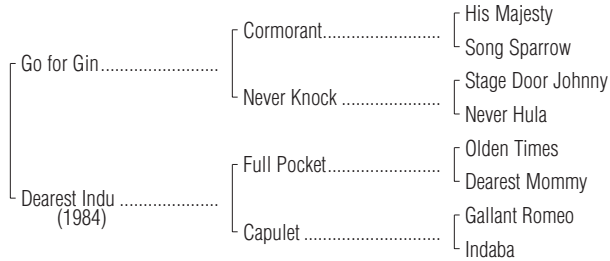 His Majesty
Cormorant
Song Sparrow
Go for Gin
Stage Door Johnny
Never Knock
Never Hula
Olden Times
Full Pocket
Dearest Mommy
Dearest Indu
(1984)
Gallant Romeo
Capulet
Indaba